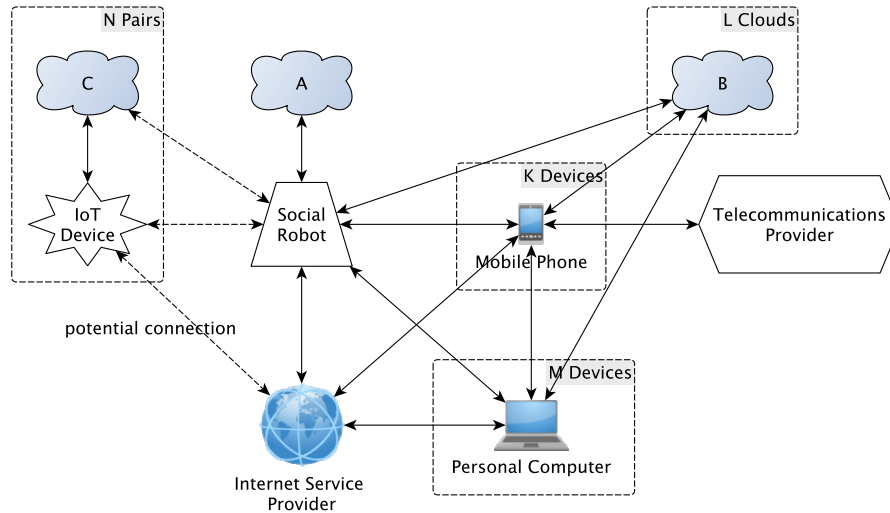 N Pairs
L Clouds
C
A
B
K Devices
IoT
Device
Social
Robot
Telecommunications
Provider
Mobile Phone
potential connection
M Devices
Personal Computer
Internet Service
Provider